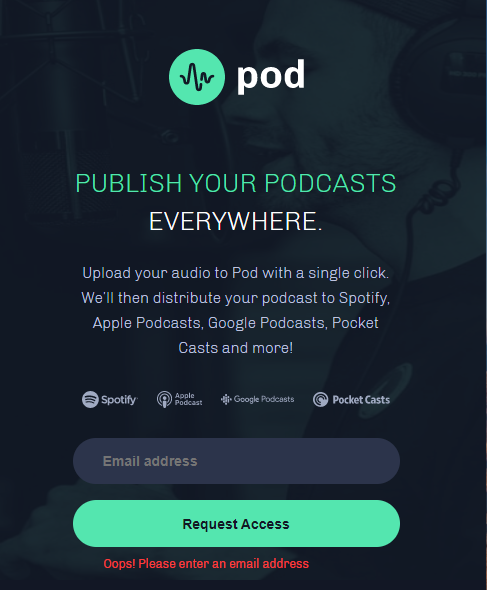 pod
PUBLISH YOUR PODCASTS
EVERYWHERE.
Upload your audio to Pod with a single click.
We'll then distribute your podcast to Spotify,
Apple Podcasts, Google Podcasts, Pocket
Casts and more!
Spotify Apple Podcast Google Podcasts Pocket Casts
Email address
Request Access
Oops! Please enter an email address